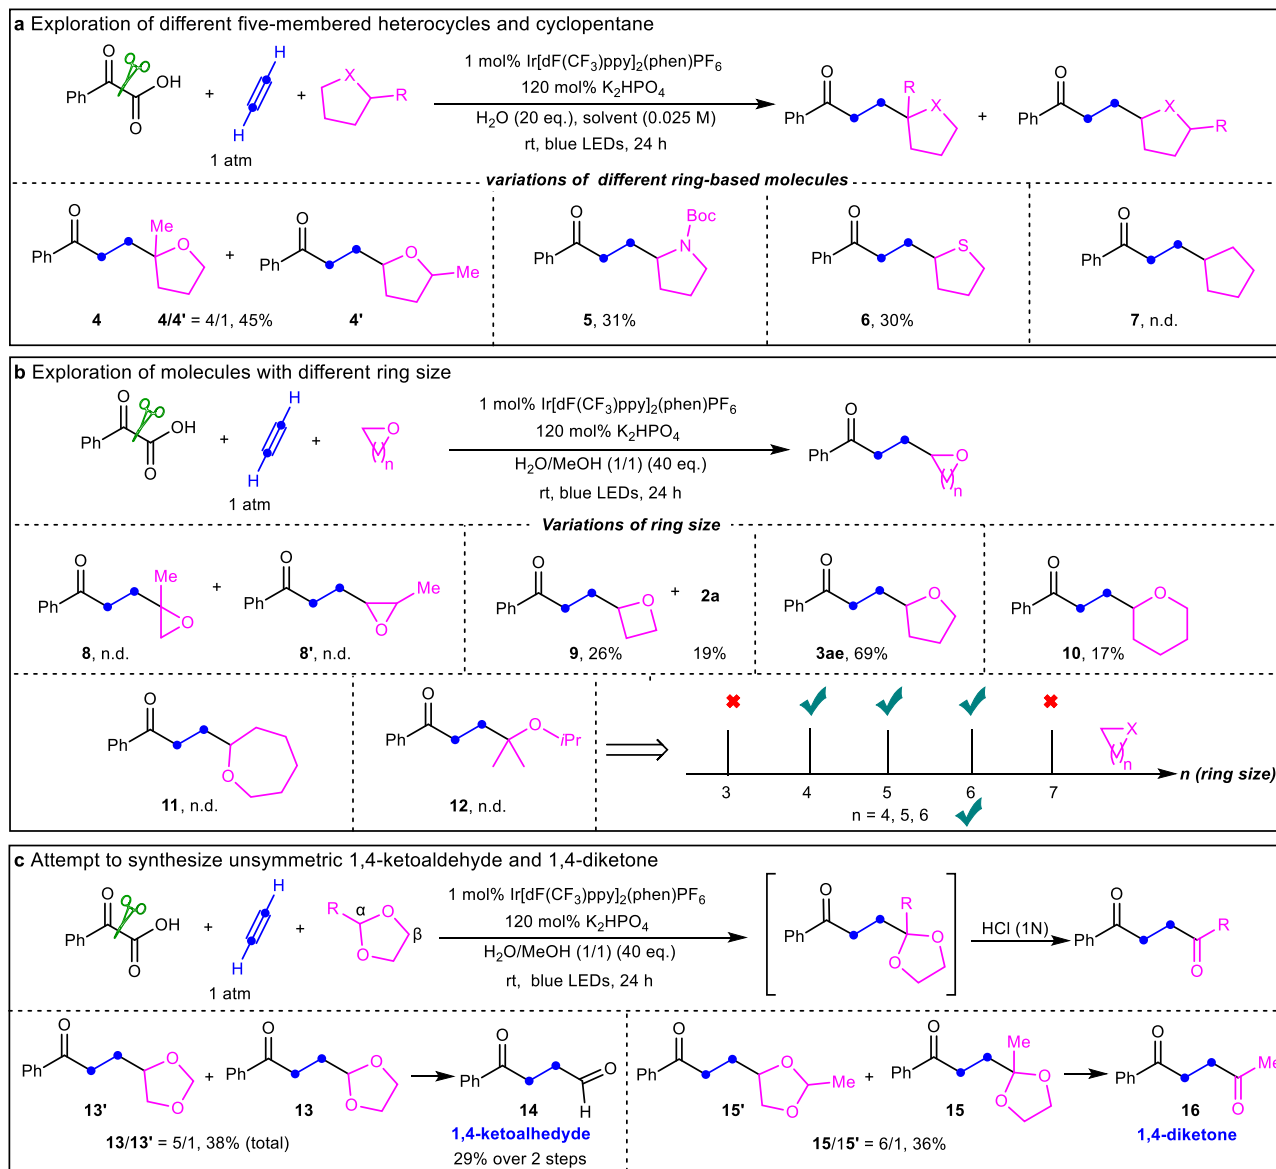 a Exploration of different five-membered heterocycles and cyclopentane
Ph O O OH
+
H H
1 atm
+
X R
1 mol% Ir[dF(CF3)ppy]2(phen)PF6
120 mol% K2HPO4
H2O (20 eq.), solvent (0.025 M)
rt, blue LEDs, 24 h
Ph O R X
+
Ph O X R
variations of different ring-based molecules
Ph O Me O
+
Ph O O Me
4 4/4' = 4/1, 45% 4'
Ph O Boc N
5, 31%
Ph O S
6, 30%
Ph O
7, n.d.
b Exploration of molecules with different ring size
Ph O O OH
+
H H
1 atm
+
O ( )n
1 mol% Ir[dF(CF3)ppy]2(phen)PF6
120 mol% K2HPO4
H2O/MeOH (1/1) (40 eq.)
rt, blue LEDs, 24 h
Ph O O ( )n
Variations of ring size
Ph O Me O
+
Ph O Me O
8, n.d. 8', n.d.
Ph O O
+ 2a
9, 26% 19%
Ph O O
3ae, 69%
Ph O O
10, 17%
Ph O O
11, n.d.
Ph O O iPr
12, n.d.
X ( )n
n (ring size)
3 4 5 6 7
n = 4, 5, 6
c Attempt to synthesize unsymmetric 1,4-ketoaldehyde and 1,4-diketone
Ph O O OH
+
H H
1 atm
+
R α O O β
1 mol% Ir[dF(CF3)ppy]2(phen)PF6
120 mol% K2HPO4
H2O/MeOH (1/1) (40 eq.)
rt, blue LEDs, 24 h
Ph O R O O
HCl (1N)
Ph O R O
Ph O O O
+
Ph O O O
Ph O O H
13' 13 14
13/13' = 5/1, 38% (total)
1,4-ketoalhedyde
29% over 2 steps
Ph O O O Me
+
Ph O Me O O
Ph O Me O
15' 15 16
15/15' = 6/1, 36%
1,4-diketone